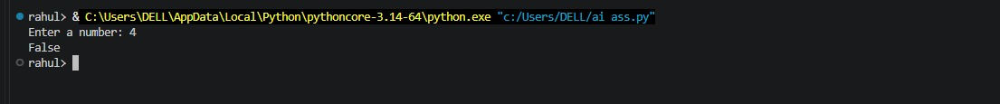 rahul> & C:\Users\DELL\AppData\Local\Python\pythoncore-3.14-64\python.exe "c:/Users/DELL/ai ass.py"
Enter a number: 4
False
rahul>